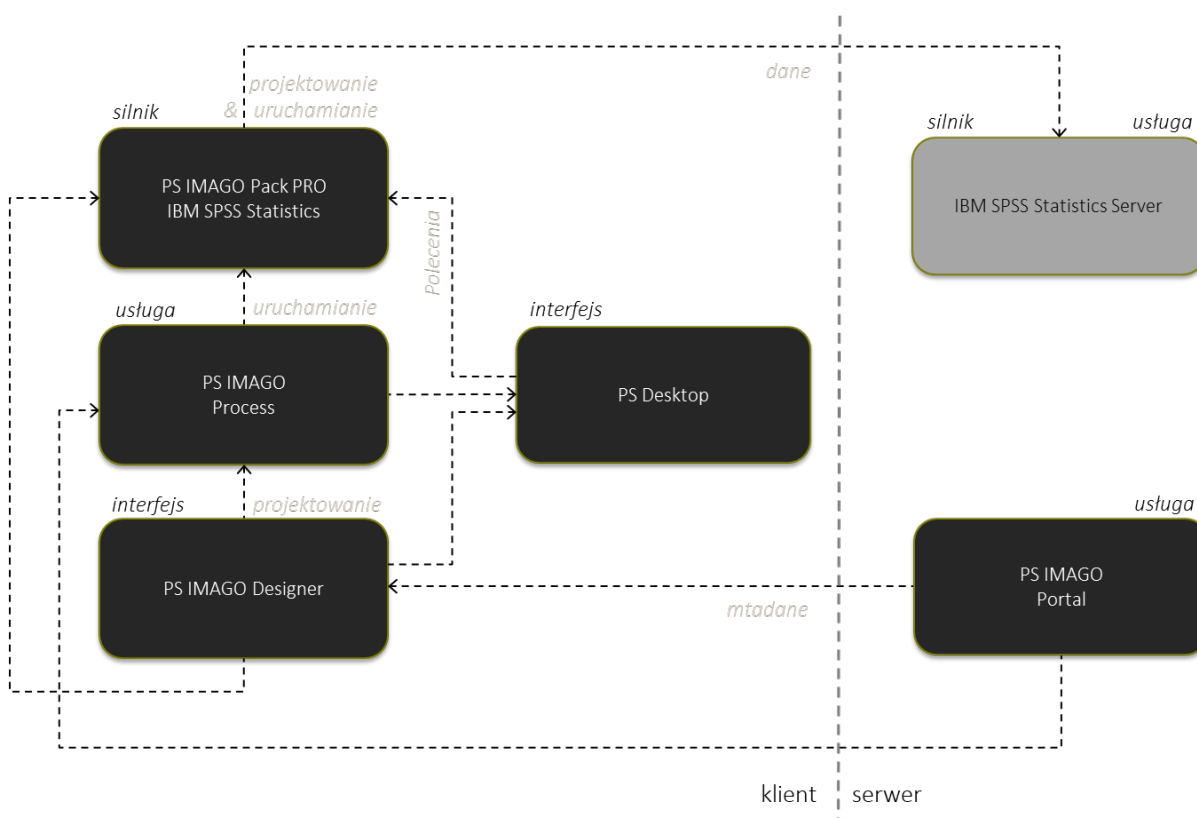 dane
projektowanie
& uruchamianie
silnik
silnik
usługa
PS IMAGO Pack PRO
IBM SPSS Statistics
IBM SPSS Statistics Server
Polecenia
usługa
uruchamianie
interfejs
PS IMAGO
Process
PS Desktop
interfejs
projektowanie
usługa
PS IMAGO Designer
PS IMAGO
Portal
mtadane
klient
serwer